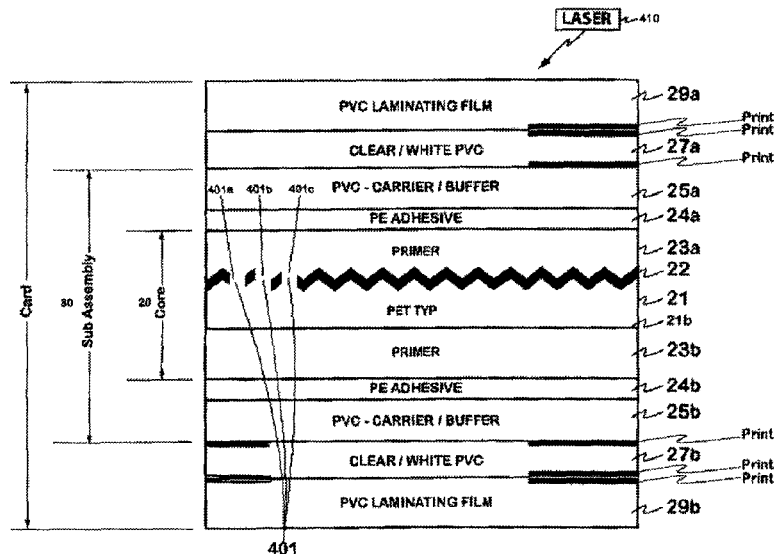 LASER 410
PVC LAMINATING FILM 29a
Print
Print
CLEAR / WHITE PVC 27a
Print
401a 401b 401c
PVC - CARRIER / BUFFER 25a
PE ADHESIVE 24a
PRIMER 23a
22
21
PET TYP
21b
PRIMER 23b
PE ADHESIVE 24b
PVC - CARRIER / BUFFER 25b
Print
CLEAR / WHITE PVC 27b
Print
Print
PVC LAMINATING FILM 29b
401
Card
30 Sub Assembly
20 Core